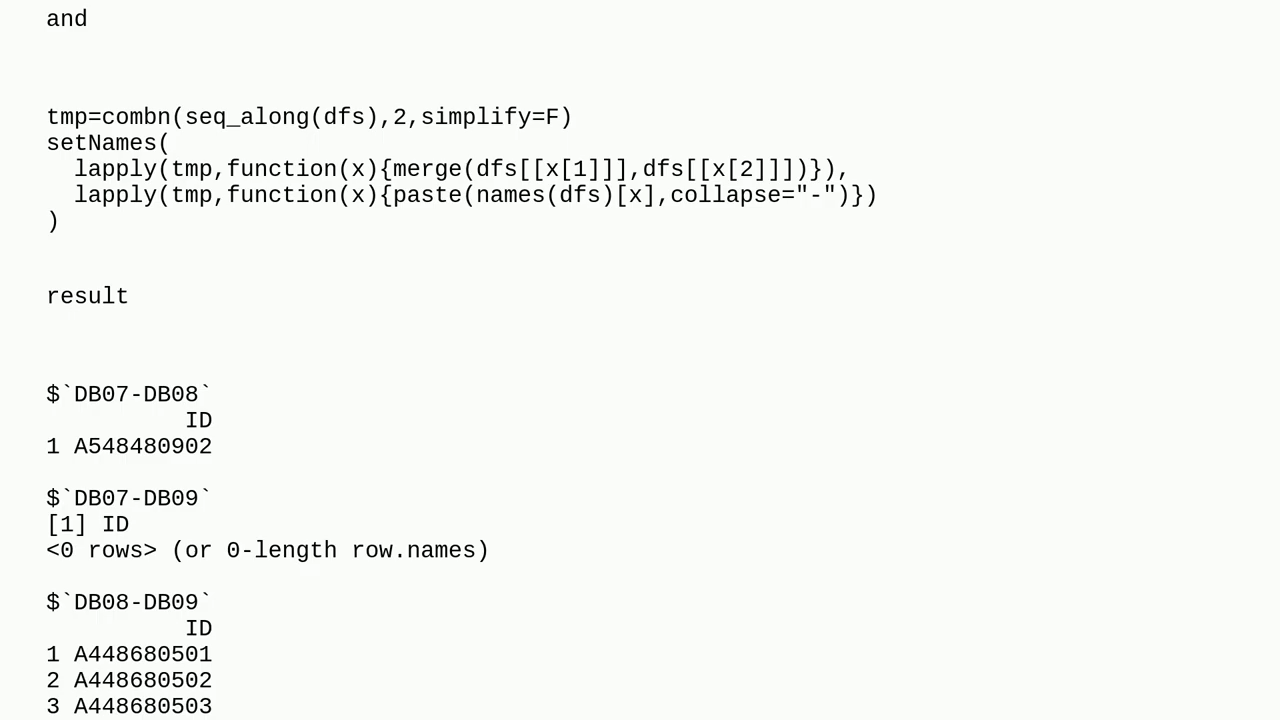 and
tmp=combn(seq_along(dfs),2,simplify=F)
setNames(
  lapply(tmp,function(x){merge(dfs[[x[1]]],dfs[[x[2]]])}),
  lapply(tmp,function(x){paste(names(dfs)[x],collapse="-")})
)
result
$`DB07-DB08`
          ID
1 A548480902
$`DB07-DB09`
[1] ID
<0 rows> (or 0-length row.names)
$`DB08-DB09`
          ID
1 A448680501
2 A448680502
3 A448680503